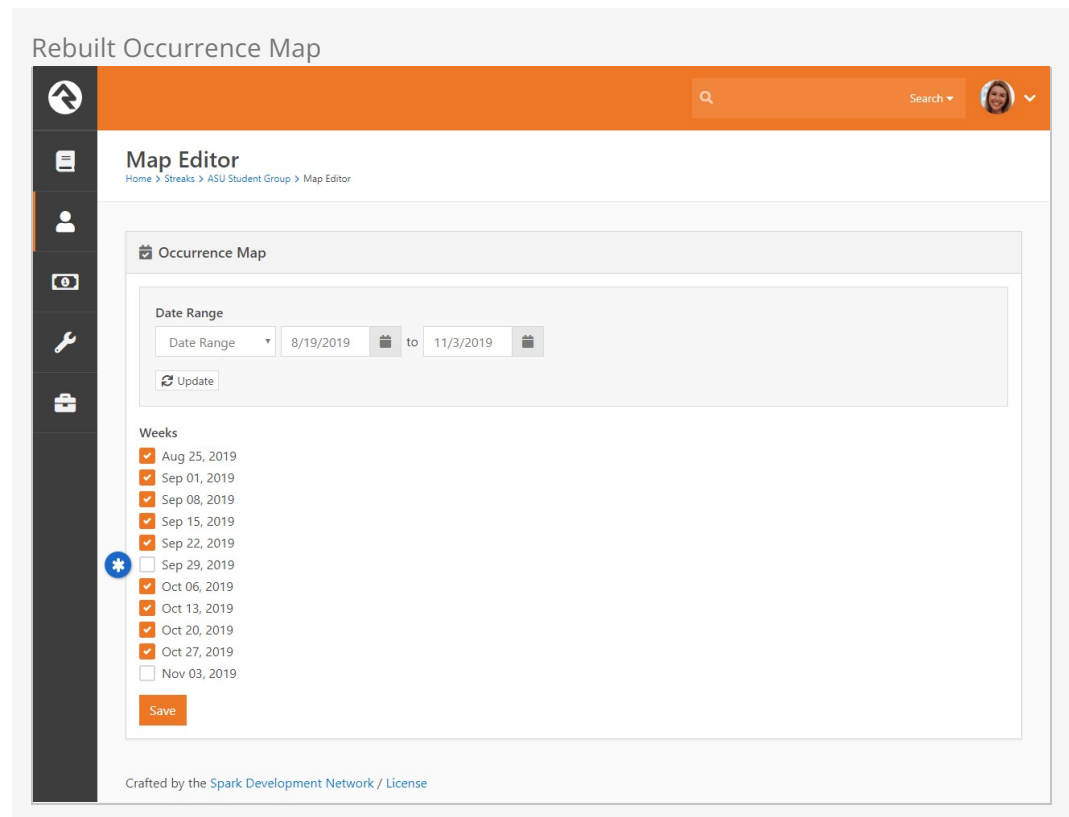 Rebuilt Occurrence Map
Search
Map Editor
Home > Streaks > ASU Student Group > Map Editor
Occurrence Map
Date Range
Date Range 8/19/2019 to 11/3/2019
Update
Weeks
Aug 25, 2019
Sep 01, 2019
Sep 08, 2019
Sep 15, 2019
Sep 22, 2019
Sep 29, 2019
Oct 06, 2019
Oct 13, 2019
Oct 20, 2019
Oct 27, 2019
Nov 03, 2019
Save
Crafted by the Spark Development Network / License